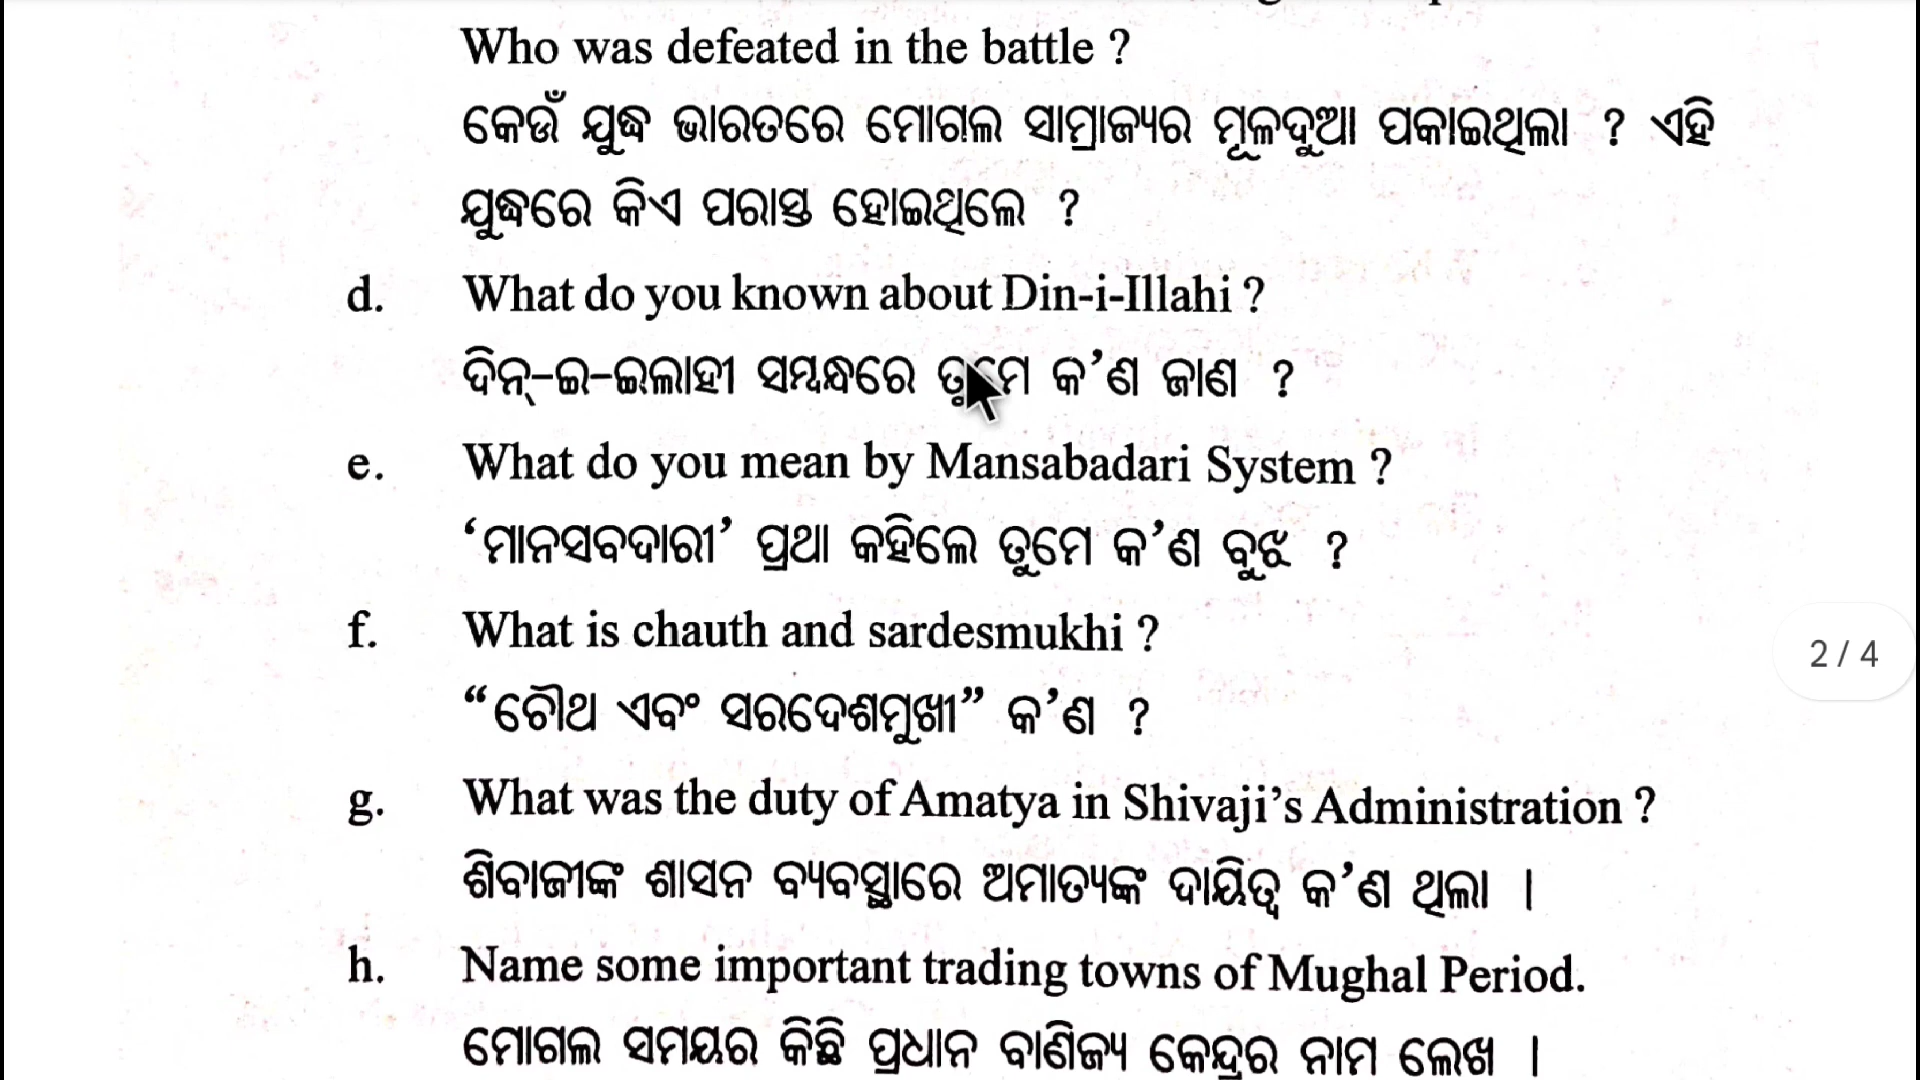 Who was defeated in the battle ?
କେଉଁ ଯୁଦ୍ଧ ଭାରତରେ ମୋଗଲ ସାମ୍ରାଜ୍ୟର ମୂଳଦୁଆ ପକାଇଥିଲା ? ଏହି
ଯୁଦ୍ଧରେ କିଏ ପରାସ୍ତ ହୋଇଥିଲେ ?
d. What do you known about Din-i-Illahi ?
ଦିନ୍-ଇ-ଇଲାହୀ ସମ୍ବନ୍ଧରେ ତୁମେ କ’ଣ ଜାଣ ?
e. What do you mean by Mansabadari System ?
‘ମାନସବଦାରୀ’ ପ୍ରଥା କହିଲେ ତୁମେ କ’ଣ ବୁଝ ?
f. What is chauth and sardesmukhi ?
“ଚୌଥ ଏବଂ ସରଦେଶମୁଖୀ” କ’ଣ ?
2 / 4
g. What was the duty of Amatya in Shivaji’s Administration ?
ଶିବାଜୀଙ୍କ ଶାସନ ବ୍ୟବସ୍ଥାରେ ଅମାତ୍ୟଙ୍କ ଦାୟିତ୍ୱ କ’ଣ ଥିଲା ।
h. Name some important trading towns of Mughal Period.
ମୋଗଲ ସମୟର କିଛି ପ୍ରଧାନ ବାଣିଜ୍ୟ କେନ୍ଦ୍ରର ନାମ ଲେଖ ।